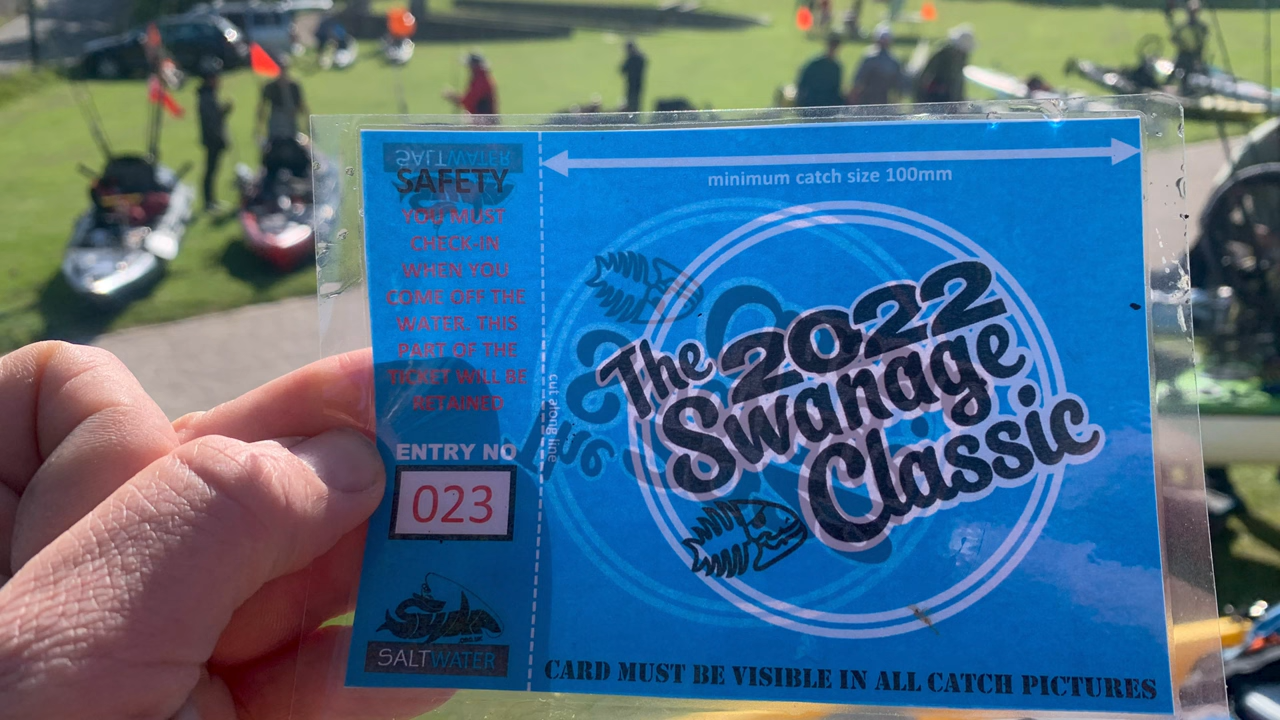 SALTWATER
SAFETY
YOU MUST
CHECK-IN
WHEN YOU
COME OFF THE
WATER. THIS
PART OF THE
TICKET WILL BE
RETAINED
ENTRY NO
023
SALTWATER
cut along line
minimum catch size 100mm
The 2022
Swanage
Classic
CARD MUST BE VISIBLE IN ALL CATCH PICTURES